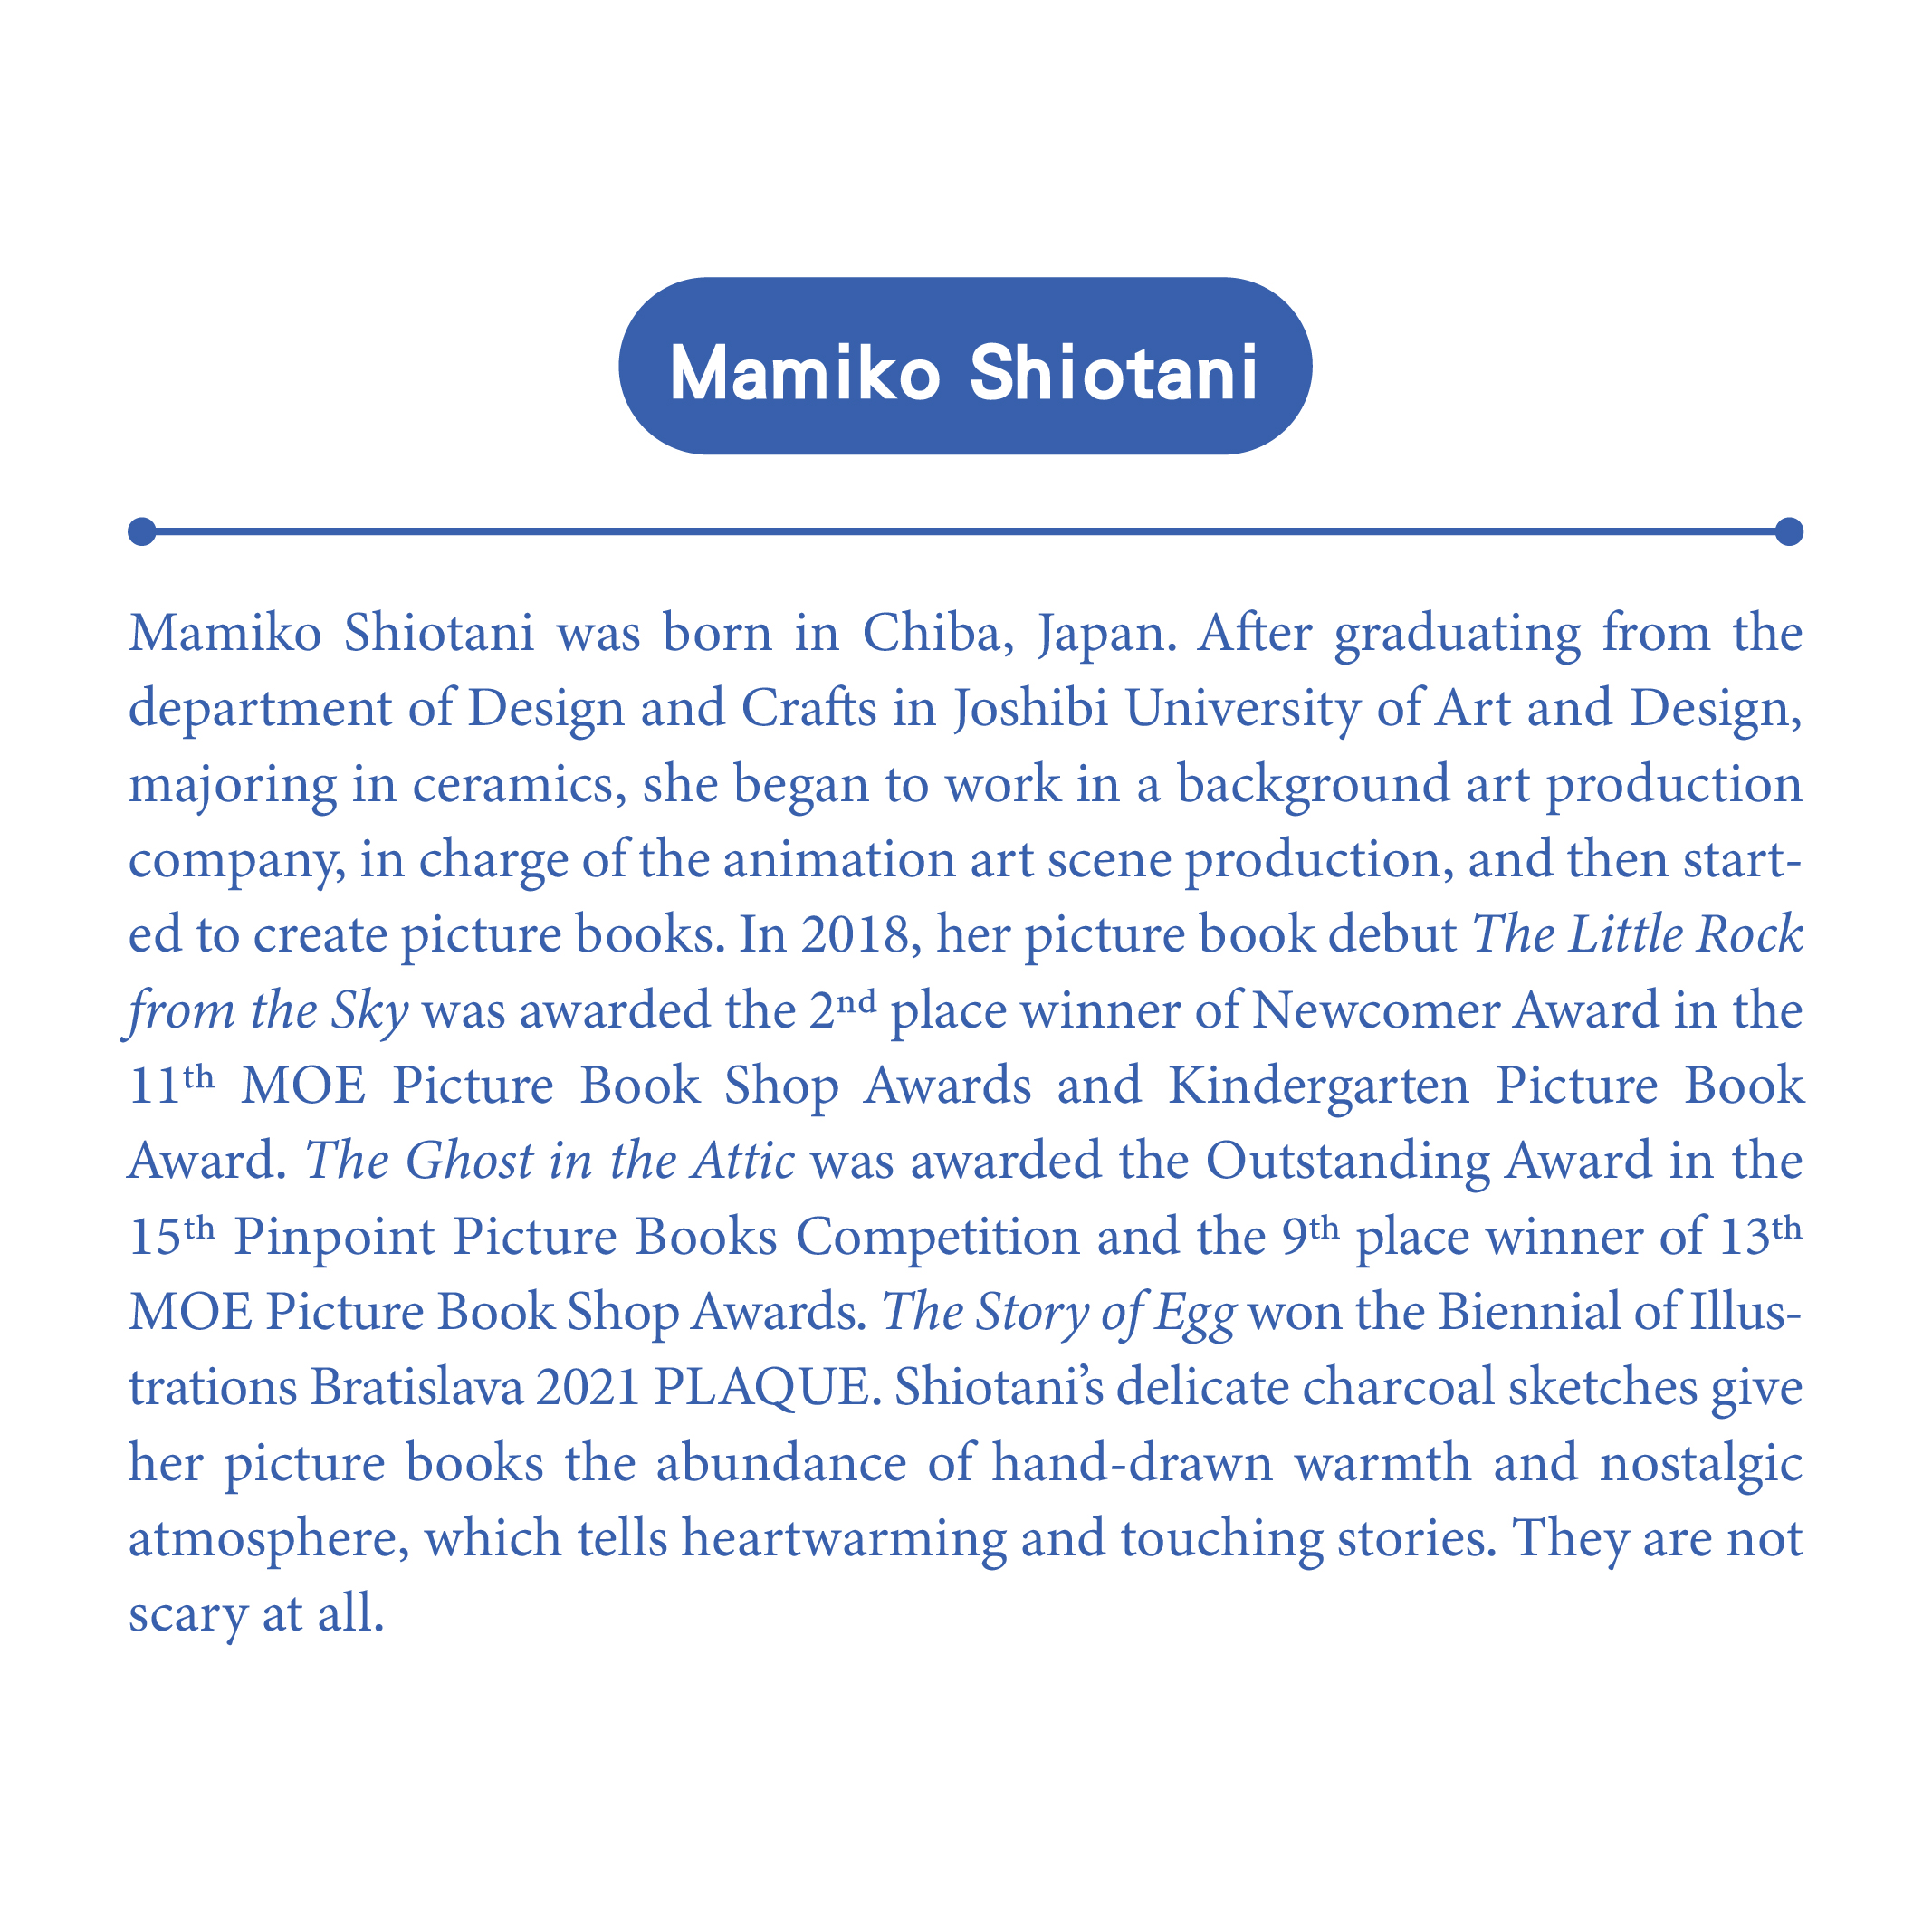 Mamiko Shiotani
Mamiko Shiotani was born in Chiba, Japan. After graduating from the
department of Design and Crafts in Joshibi University of Art and Design,
majoring in ceramics, she began to work in a background art production
company, in charge of the animation art scene production, and then start-
ed to create picture books. In 2018, her picture book debut The Little Rock
from the Sky was awarded the 2nd place winner of Newcomer Award in the
11th MOE Picture Book Shop Awards and Kindergarten Picture Book
Award. The Ghost in the Attic was awarded the Outstanding Award in the
15th Pinpoint Picture Books Competition and the 9th place winner of 13th
MOE Picture Book Shop Awards. The Story of Egg won the Biennial of Illus-
trations Bratislava 2021 PLAQUE. Shiotani’s delicate charcoal sketches give
her picture books the abundance of hand-drawn warmth and nostalgic
atmosphere, which tells heartwarming and touching stories. They are not
scary at all.